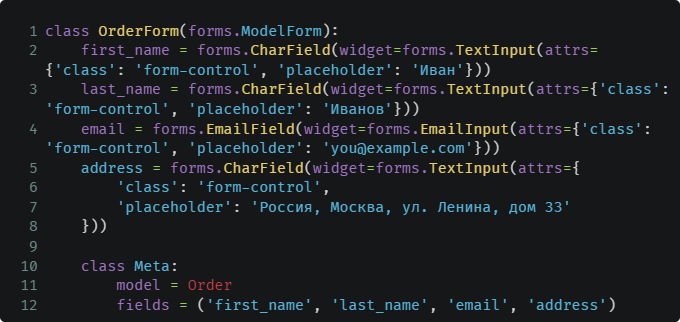 1 class OrderForm(forms.ModelForm):
2     first_name = forms.CharField(widget=forms.TextInput(attrs=
{'class': 'form-control', 'placeholder': 'Иван'}))
3     last_name = forms.CharField(widget=forms.TextInput(attrs={'class':
'form-control', 'placeholder': 'Иванов'}))
4     email = forms.EmailField(widget=forms.EmailInput(attrs={'class':
'form-control', 'placeholder': 'you@example.com'}))
5     address = forms.CharField(widget=forms.TextInput(attrs={
6         'class': 'form-control',
7         'placeholder': 'Россия, Москва, ул. Ленина, дом 33'
8     }))
9
10     class Meta:
11         model = Order
12         fields = ('first_name', 'last_name', 'email', 'address')